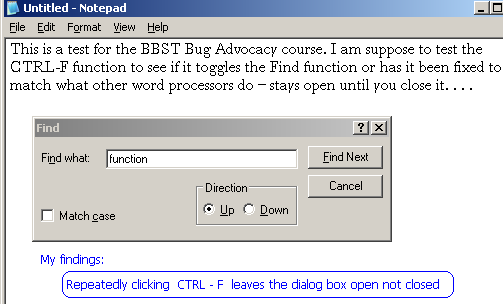 Untitled - Notepad
File Edit Format View Help
This is a test for the BBST Bug Advocacy course. I am suppose to test the
CTRL-F function to see if it toggles the Find function or has it been fixed to
match what other word processors do – stays open until you close it. . . .
Find
Find what: function Find Next
Direction Cancel
Match case Up Down
My findings:
Repeatedly clicking CTRL - F leaves the dialog box open not closed